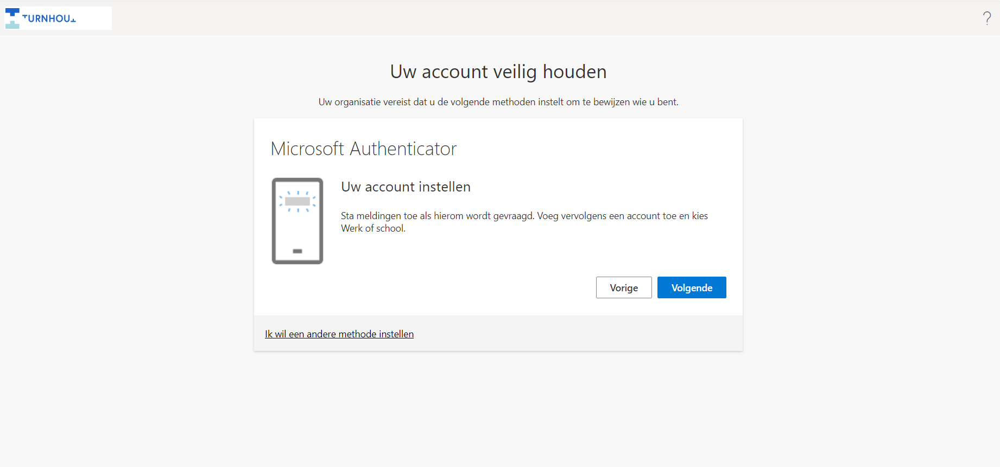 TURNHOUT
?
Uw account veilig houden
Uw organisatie vereist dat u de volgende methoden instelt om te bewijzen wie u bent.
Microsoft Authenticator
Uw account instellen
Sta meldingen toe als hierom wordt gevraagd. Voeg vervolgens een account toe en kies
Werk of school.
Vorige
Volgende
Ik wil een andere methode instellen